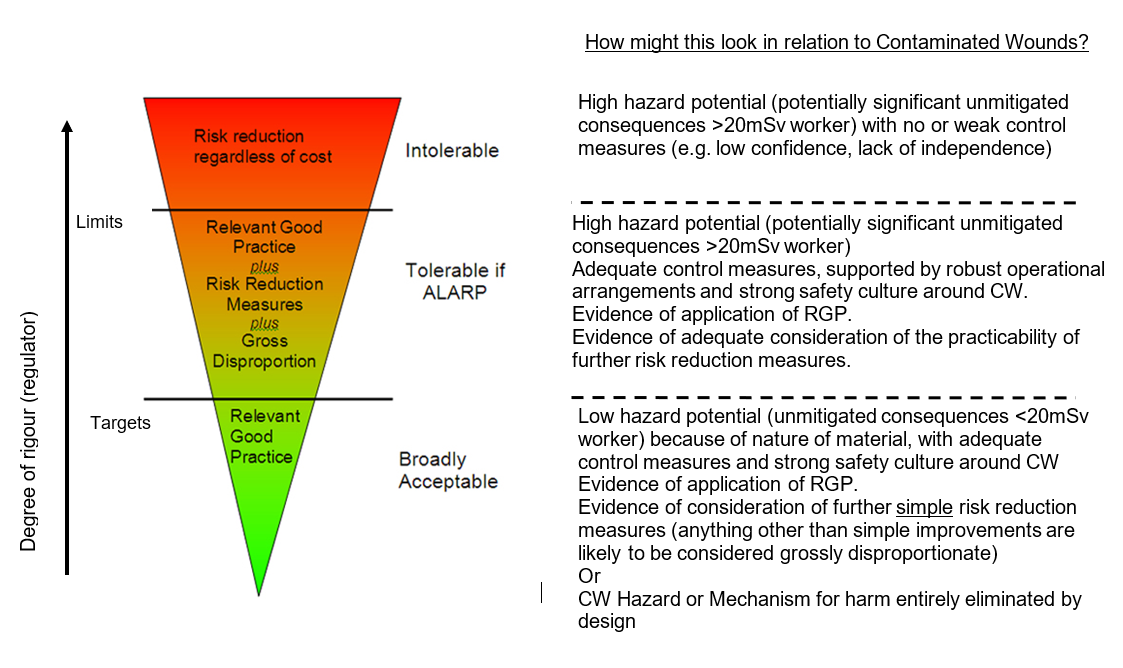 How might this look in relation to Contaminated Wounds?
Risk reduction
regardless of cost
Intolerable
High hazard potential (potentially significant unmitigated
consequences >20mSv worker) with no or weak control
measures (e.g. low confidence, lack of independence)
Limits
Relevant Good
Practice
plus
Risk Reduction
Measures
plus
Gross
Disproportion
Tolerable if
ALARP
High hazard potential (potentially significant unmitigated
consequences >20mSv worker)
Adequate control measures, supported by robust operational
arrangements and strong safety culture around CW.
Evidence of application of RGP.
Evidence of adequate consideration of the practicability of
further risk reduction measures.
Degree of rigour (regulator)
Targets
Relevant
Good
Practice
Broadly
Acceptable
Low hazard potential (unmitigated consequences <20mSv
worker) because of nature of material, with adequate
control measures and strong safety culture around CW
Evidence of application of RGP.
Evidence of consideration of further simple risk reduction
measures (anything other than simple improvements are
likely to be considered grossly disproportionate)
Or
CW Hazard or Mechanism for harm entirely eliminated by
design